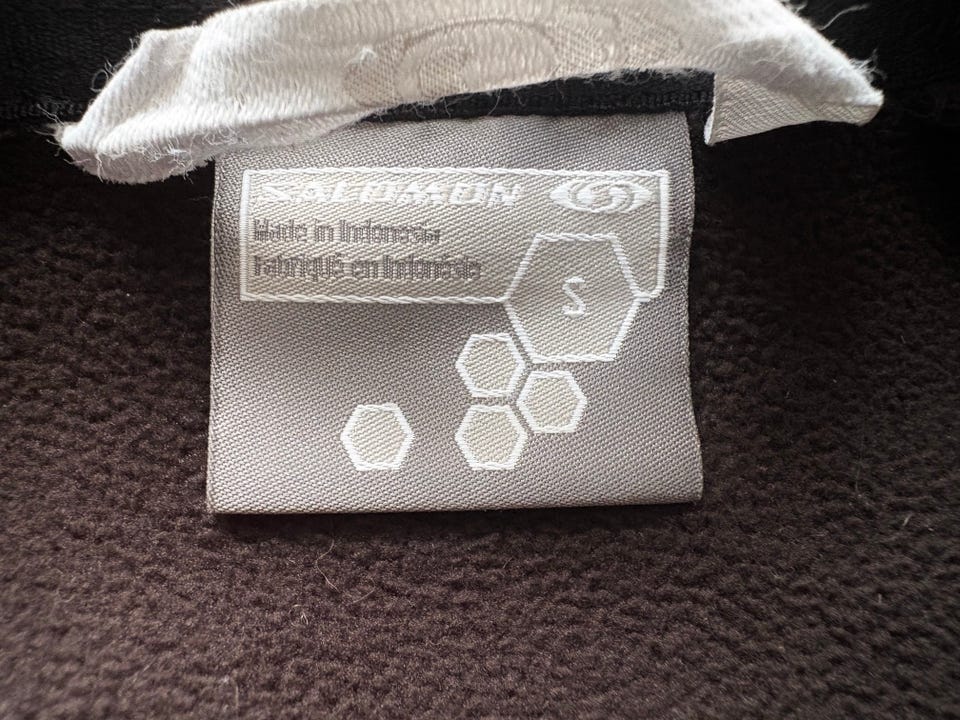 SALOMON
Made in Indonesia
Fabriqué en Indonésie
S